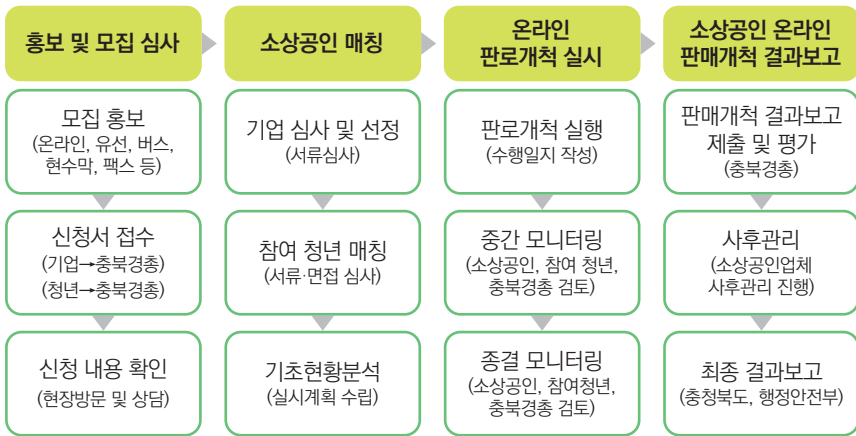 홍보 및 모집 심사
모집 홍보
(온라인, 유선, 버스,
현수막, 팩스 등)
신청서 접수
(기업→충북경총)
(청년→충북경총)
신청 내용 확인
(현장방문 및 상담)
소상공인 매칭
기업 심사 및 선정
(서류심사)
참여 청년 매칭
(서류·면접 심사)
기초현황분석
(실시계획 수립)
온라인
판로개척 실시
판로개척 실행
(수행일지 작성)
중간 모니터링
(소상공인, 참여 청년,
충북경총 검토)
종결 모니터링
(소상공인, 참여청년,
충북경총 검토)
소상공인 온라인
판매개척 결과보고
판매개척 결과보고
제출 및 평가
(충북경총)
사후관리
(소상공인업체
사후관리 진행)
최종 결과보고
(충청북도, 행정안전부)